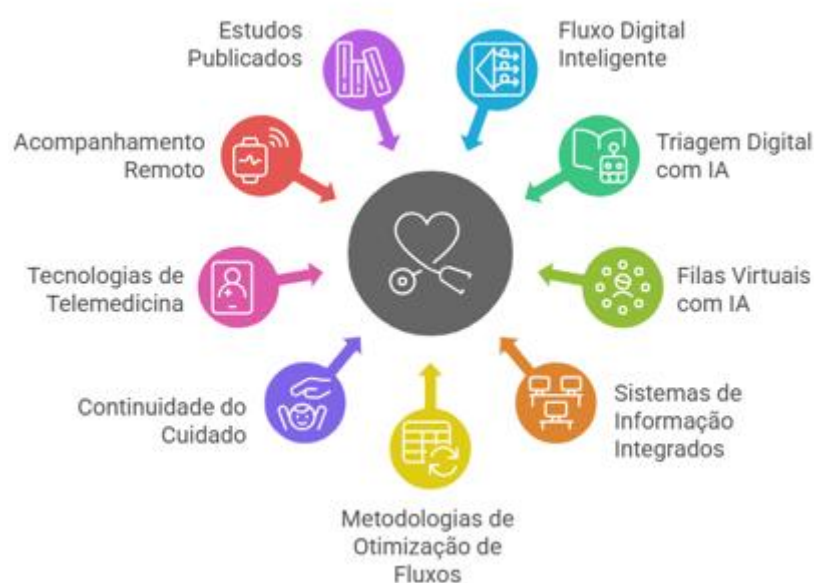 Estudos
Publicados
Fluxo Digital
Inteligente
Acompanhamento
Remoto
Triagem Digital
com IA
Tecnologias de
Telemedicina
Filas Virtuais
com IA
Continuidade do
Cuidado
Sistemas de
Informação
Integrados
Metodologias de
Otimização de
Fluxos